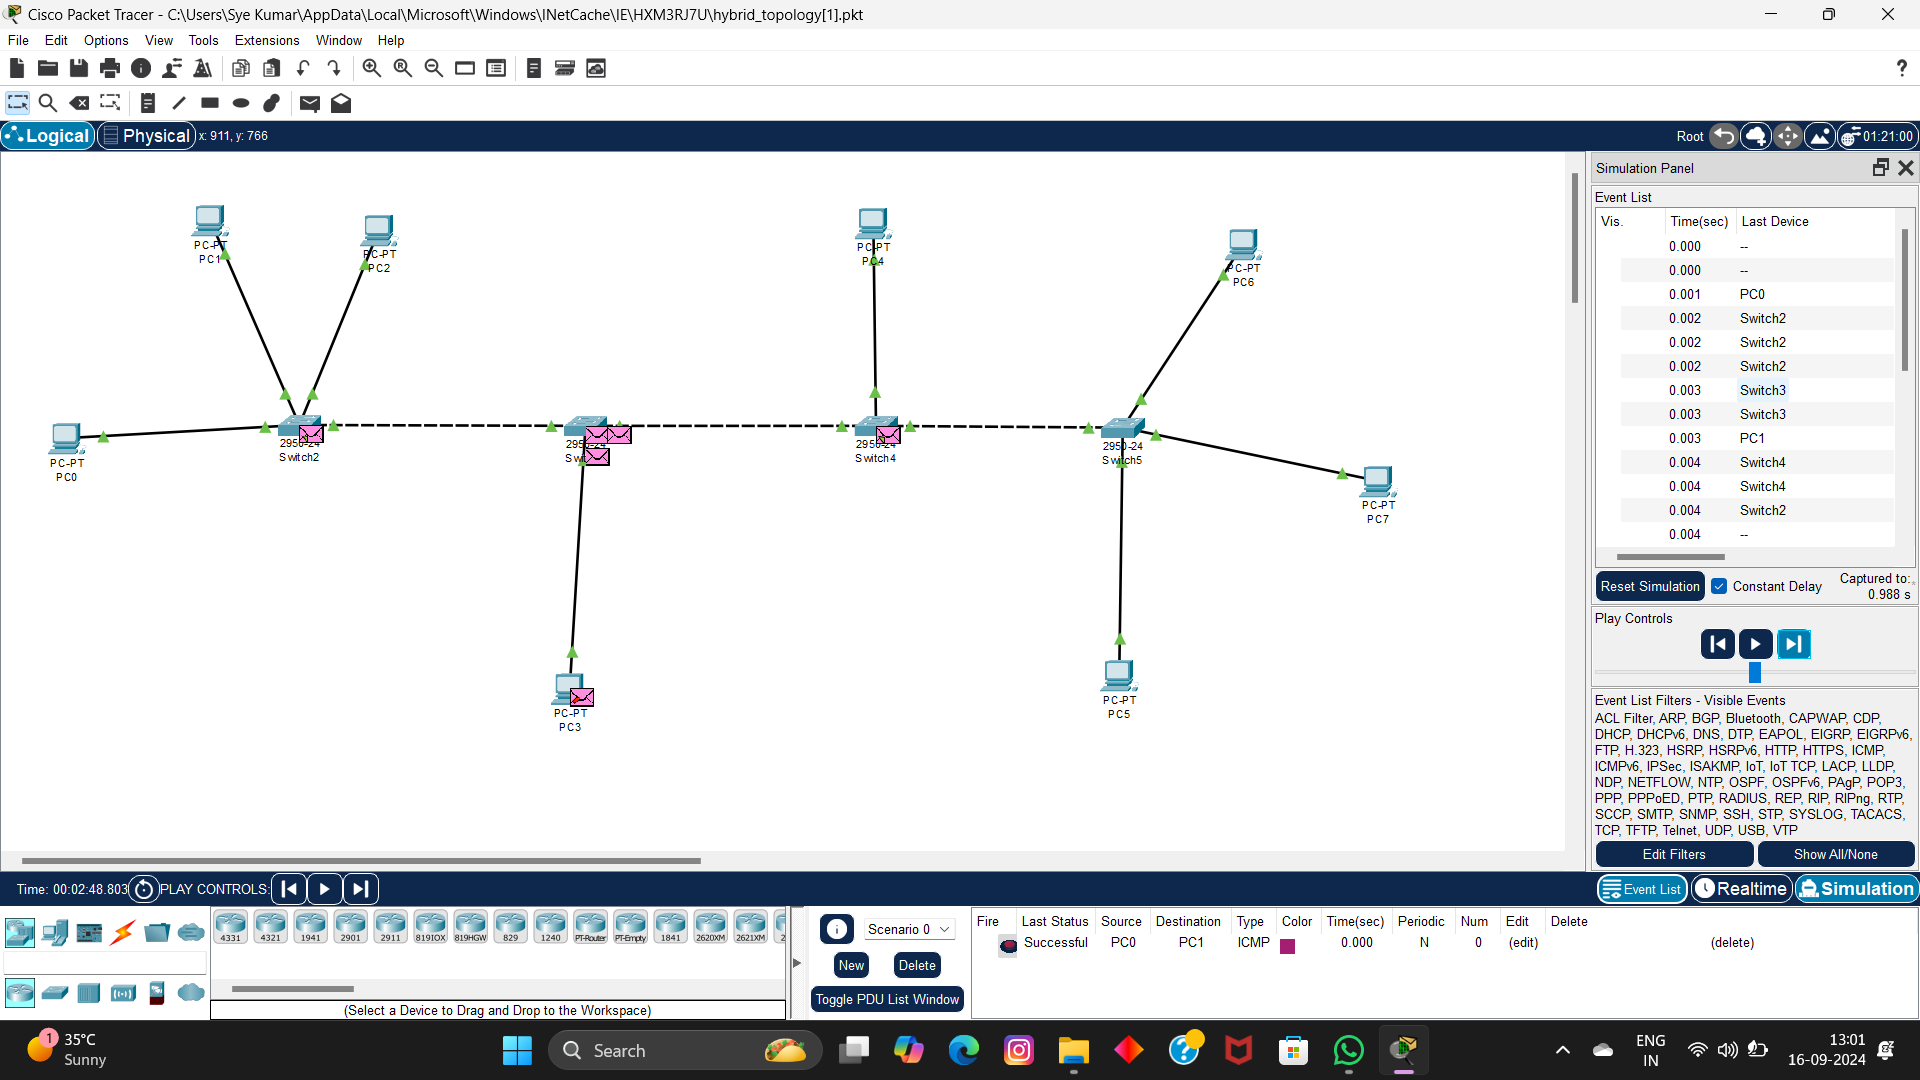 Cisco Packet Tracer - C:\Users\Sye Kumar\AppData\Local\Microsoft\Windows\INetCache\IE\HXM3RJ7U\hybrid_topology[1].pkt
File Edit Options View Tools Extensions Window Help
Logical Physical x: 911, y: 766
Root 01:21:00
PC-PT
PC1
PC-PT
PC2
PC-PT
PC4
PC-PT
PC6
PC-PT
PC0
2950-24
Switch2
2950-24
2950-24
Switch4
2950-24
Switch5
PC-PT
PC7
PC-PT
PC3
PC-PT
PC5
Simulation Panel
Event List
Vis. Time(sec) Last Device
0.000 --
0.000 --
0.001 PC0
0.002 Switch2
0.002 Switch2
0.002 Switch2
0.003 Switch3
0.003 Switch3
0.003 PC1
0.004 Switch4
0.004 Switch4
0.004 Switch2
0.004 --
Reset Simulation Constant Delay Captured to:
0.988 s
Play Controls
Event List Filters - Visible Events
ACL Filter, ARP, BGP, Bluetooth, CAPWAP, CDP,
DHCP, DHCPv6, DNS, DTP, EAPOL, EIGRP, EIGRPv6,
FTP, H.323, HSRP, HSRPv6, HTTP, HTTPS, ICMP,
ICMPv6, IPSec, ISAKMP, IoT, IoT TCP, LACP, LLDP,
NDP, NETFLOW, NTP, OSPF, OSPFv6, PAgP, POP3,
PPP, PPPoED, PTP, RADIUS, REP, RIP, RIPng, RTP,
SCCP, SMTP, SNMP, SSH, STP, SYSLOG, TACACS,
TCP, TFTP, Telnet, UDP, USB, VTP
Edit Filters Show All/None
Time: 00:02:48.803 PLAY CONTROLS:
Event List Realtime Simulation
4331 4321 1941 2901 2911 819IOX 819HGW 829 1240 PT-Router PT-Empty 1841 2620XM 2621XM
(Select a Device to Drag and Drop to the Workspace)
Scenario 0
New Delete
Toggle PDU List Window
Fire Last Status Source Destination Type Color Time(sec) Periodic Num Edit Delete
Successful PC0 PC1 ICMP 0.000 N 0 (edit) (delete)
1
35°C
Sunny
Search
ENG
IN
13:01
16-09-2024